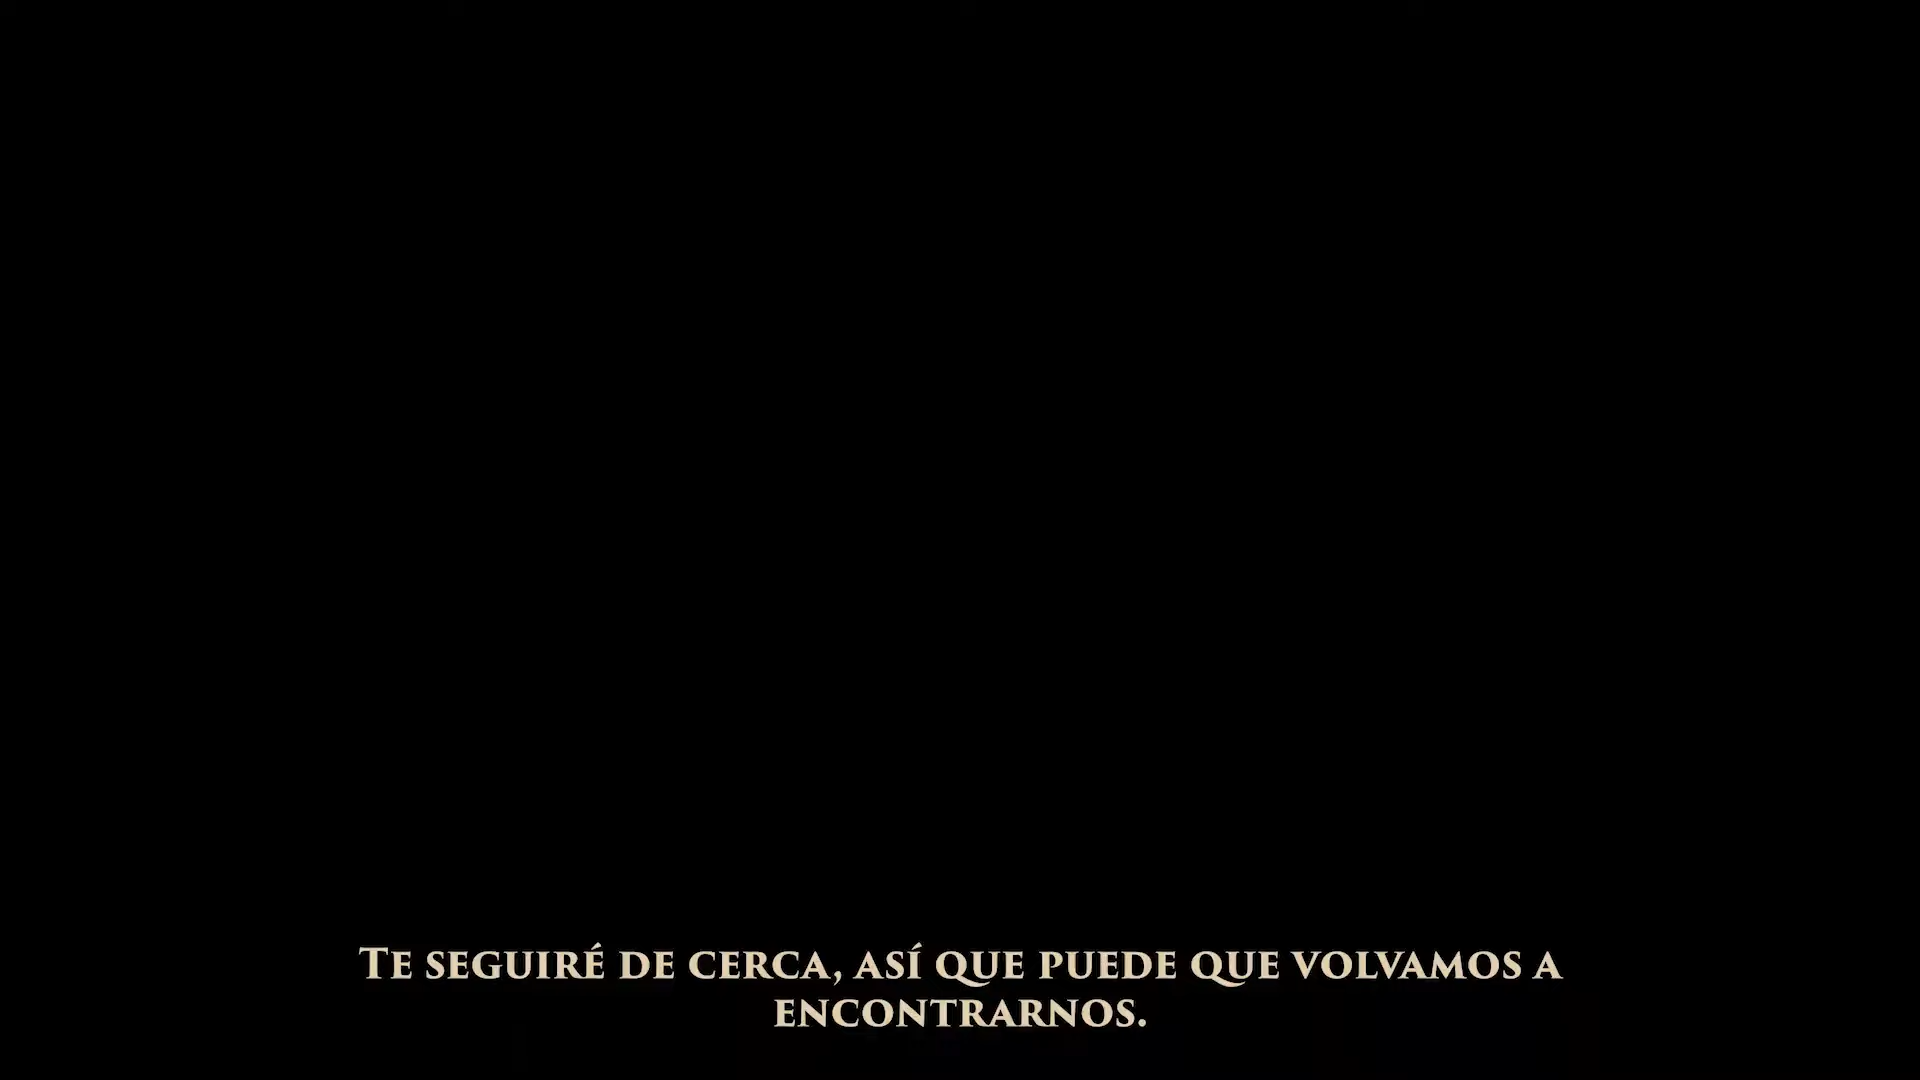 Te seguiré de cerca, así que puede que volvamos a
encontrarnos.